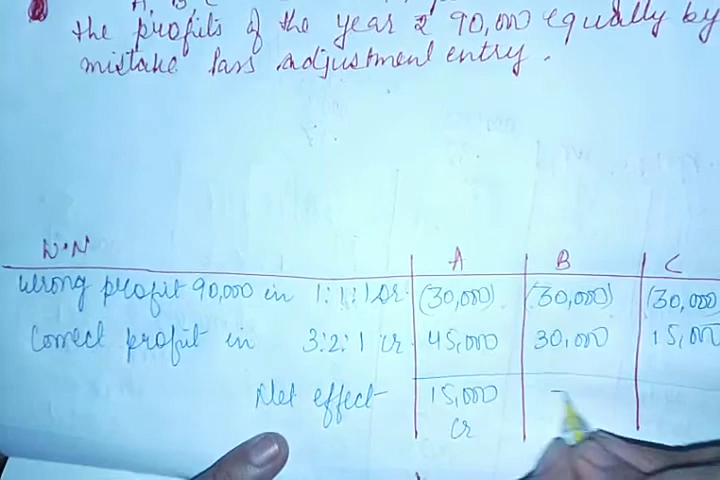 the profits of the year ₹ 90,000 equally by
mistake pass adjustment entry.
W.N A B C
Wrong profit 90,000 in 1:1:1 Dr. (30,000) (30,000) (30,000)
Correct profit in 3:2:1 cr 45,000 30,000 15,000
Net effect 15,000 -
cr